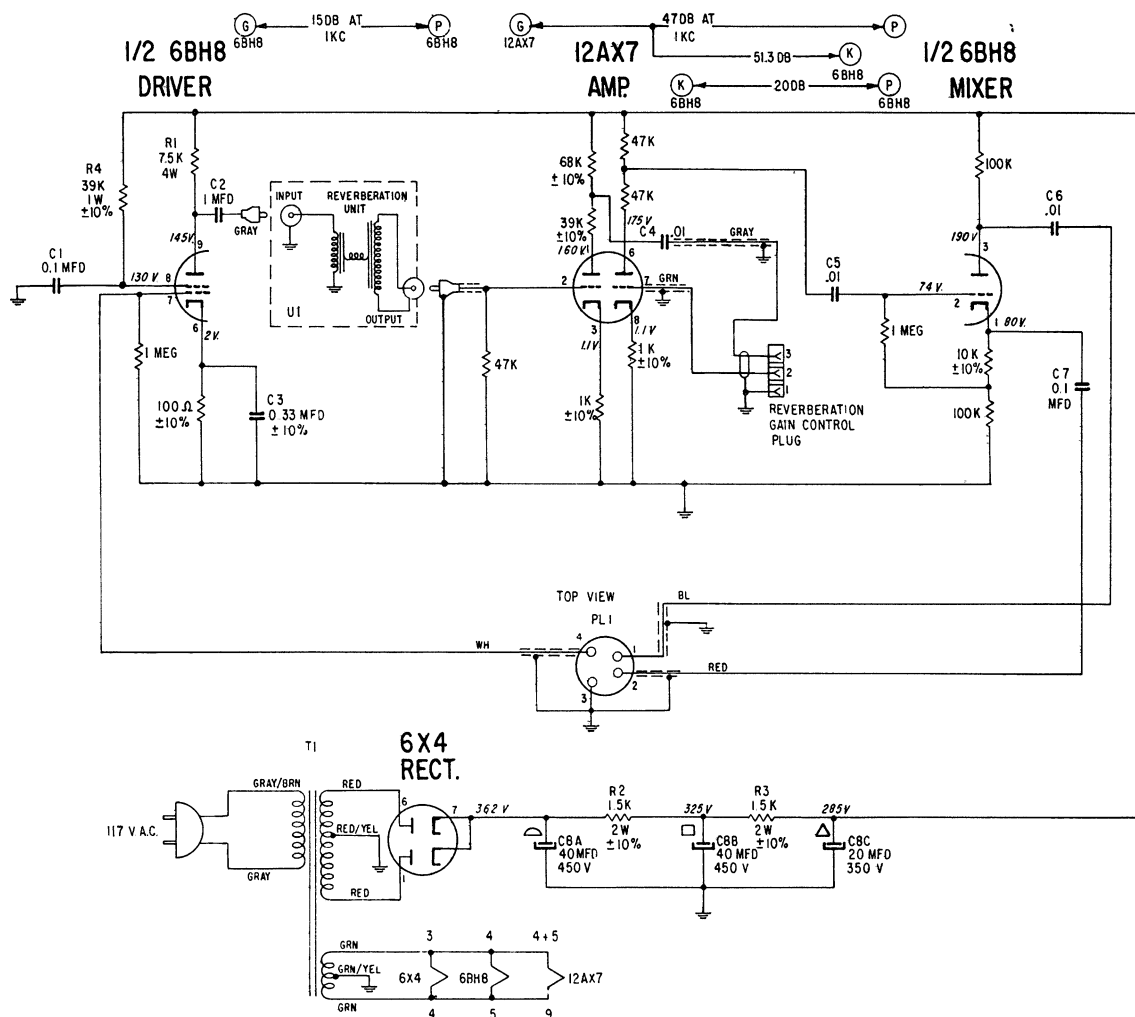 G 15 DB AT 1KC P
6BH8 6BH8
G 47 DB AT 1KC P
12AX7
51.3 DB K
6BH8
K 20 DB P
6BH8 6BH8
1/2 6BH8
DRIVER
12AX7
AMP.
1/2 6BH8
MIXER
R4
39K
1W
±10%
R1
7.5K
4W
C2
1 MFD
GRAY
INPUT
REVERBERATION
UNIT
U1
OUTPUT
145V.
9
C1
0.1 MFD
130 V.
8
7
6
2V.
1 MEG
100Ω
±10%
C3
0.33 MFD
±10%
47K
68K
±10%
39K
±10%
160V.
1
47K
47K
175V.
6
C4
.01
GRAY
2
7
GRN
3
8
1.1V
1.1V
1K
±10%
1K
±10%
3
2
1
REVERBERATION
GAIN CONTROL
PLUG
C5
.01
1 MEG
74 V.
100K
190V.
3
2
1
80V.
10K
±10%
100K
C6
.01
C7
0.1
MFD
TOP VIEW
PL1
BL
WH
RED
4
1
2
3
T1
6X4
RECT.
GRAY/BRN
117 V A.C.
GRAY
RED
RED/YEL
RED
6
7
1
362 V
R2
1.5K
2W
±10%
325V
R3
1.5K
2W
±10%
285V
C8A
40MFD
450 V
C8B
40 MFD
450 V
C8C
20 MFD
350 V
GRN
GRN/YEL
GRN
3 4 4+5
6X4 6BH8 12AX7
4 5 9